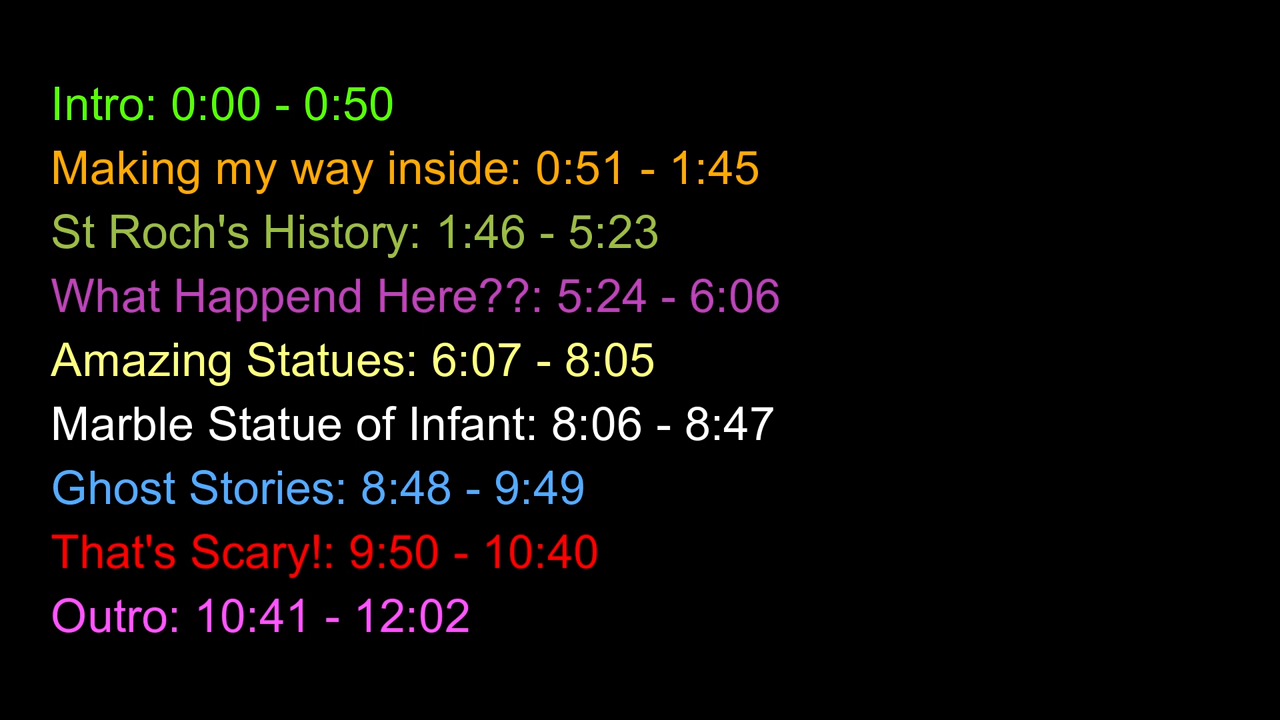 Intro: 0:00 - 0:50
Making my way inside: 0:51 - 1:45
St Roch's History: 1:46 - 5:23
What Happend Here??: 5:24 - 6:06
Amazing Statues: 6:07 - 8:05
Marble Statue of Infant: 8:06 - 8:47
Ghost Stories: 8:48 - 9:49
That's Scary!: 9:50 - 10:40
Outro: 10:41 - 12:02